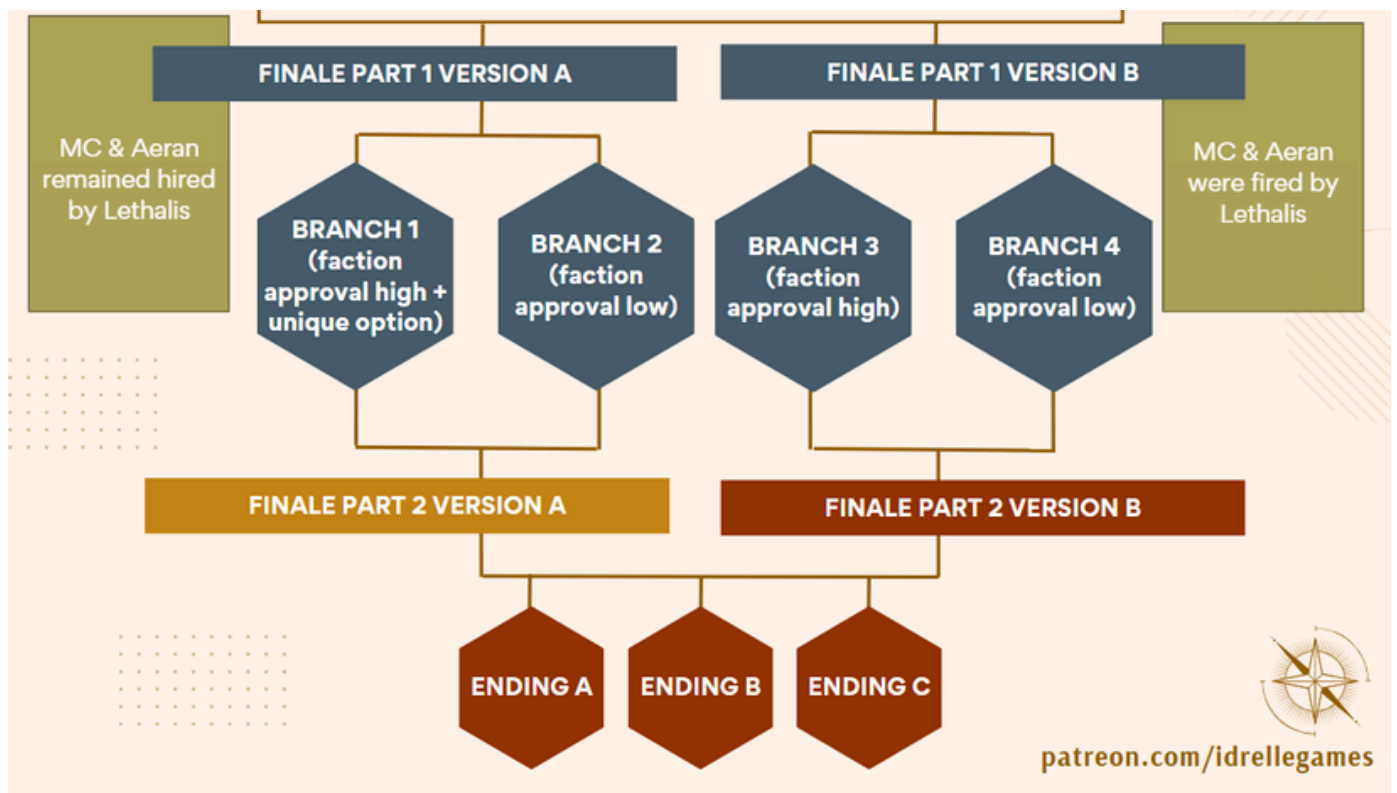 FINALE PART 1 VERSION A
FINALE PART 1 VERSION B
MC & Aeran
remained hired
by Lethalis
MC & Aeran
were fired by
Lethalis
BRANCH 1
(faction
approval high +
unique option)
BRANCH 2
(faction
approval low)
BRANCH 3
(faction
approval high)
BRANCH 4
(faction
approval low)
FINALE PART 2 VERSION A
FINALE PART 2 VERSION B
ENDING A
ENDING B
ENDING C
patreon.com/idrellegames